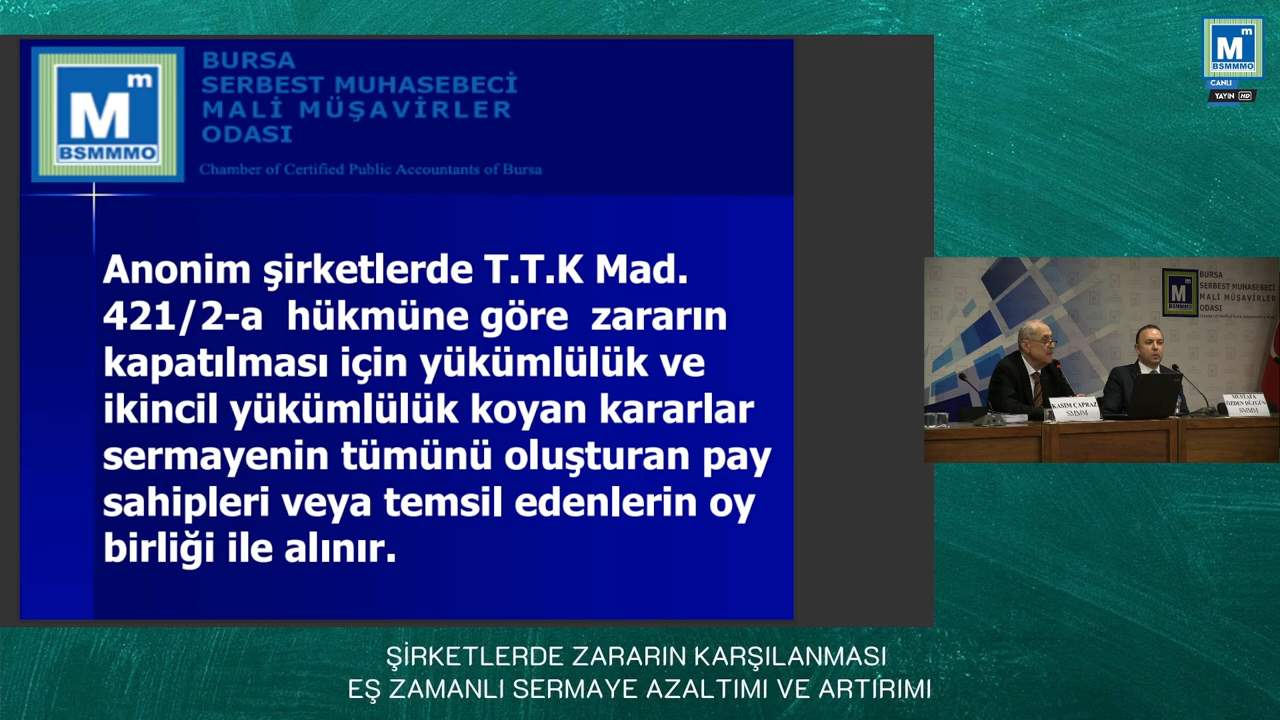 BURSA
SERBEST MUHASEBECİ
MALİ MÜŞAVİRLER
ODASI
Chamber of Certified Public Accountants of Bursa
M m
BSMMMO
Anonim şirketlerde T.T.K Mad.
421/2-a hükmüne göre zararın
kapatılması için yükümlülük ve
ikincil yükümlülük koyan kararlar
sermayenin tümünü oluşturan pay
sahipleri veya temsil edenlerin oy
birliği ile alınır.
M m
BSMMMO
CANLI
YAYIN HD
M m
BSMMMO
BURSA
SERBEST MUHASEBECİ
MALİ MÜŞAVİRLER
ODASI
KASIM ÇAPRAZ
SMMM
MUSTAFA
SMMM
ŞİRKETLERDE ZARARIN KARŞILANMASI
EŞ ZAMANLI SERMAYE AZALTIMI VE ARTIRIMI